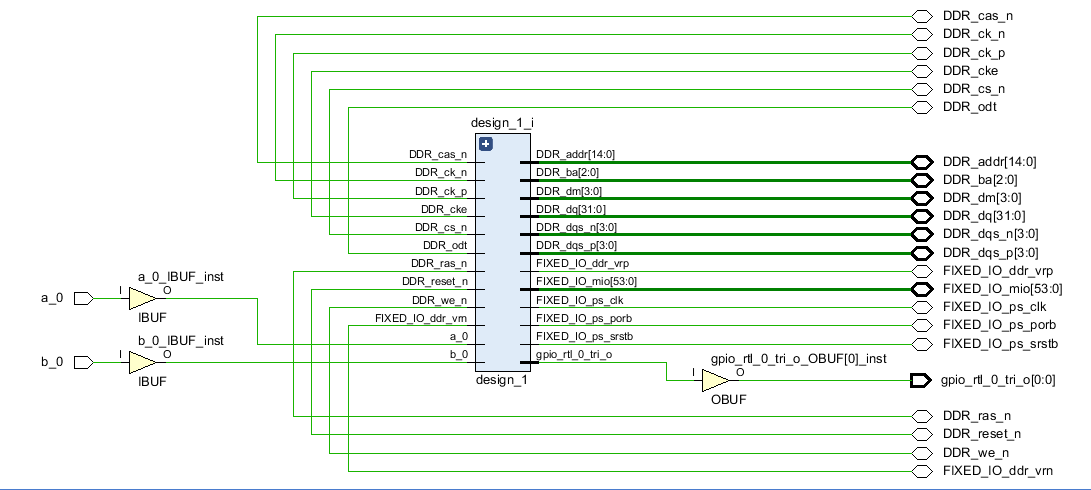 DDR_cas_n
DDR_ck_n
DDR_ck_p
DDR_cke
DDR_cs_n
DDR_odt
design_1_i
DDR_cas_n
DDR_addr[14:0]
DDR_addr[14:0]
DDR_ck_n
DDR_ba[2:0]
DDR_ba[2:0]
DDR_ck_p
DDR_dm[3:0]
DDR_dm[3:0]
DDR_cke
DDR_dq[31:0]
DDR_dq[31:0]
DDR_cs_n
DDR_dqs_n[3:0]
DDR_dqs_n[3:0]
DDR_odt
DDR_dqs_p[3:0]
DDR_dqs_p[3:0]
DDR_ras_n
FIXED_IO_ddr_vrp
FIXED_IO_ddr_vrp
a_0_IBUF_inst
DDR_reset_n
FIXED_IO_mio[53:0]
FIXED_IO_mio[53:0]
a_0
I
O
DDR_we_n
FIXED_IO_ps_clk
FIXED_IO_ps_clk
IBUF
FIXED_IO_ddr_vrn
FIXED_IO_ps_porb
FIXED_IO_ps_porb
b_0_IBUF_inst
a_0
FIXED_IO_ps_srstb
FIXED_IO_ps_srstb
b_0
I
O
b_0
gpio_rtl_0_tri_o
gpio_rtl_0_tri_o_OBUF[0]_inst
IBUF
design_1
I
O
gpio_rtl_0_tri_o[0:0]
OBUF
DDR_ras_n
DDR_reset_n
DDR_we_n
FIXED_IO_ddr_vrn